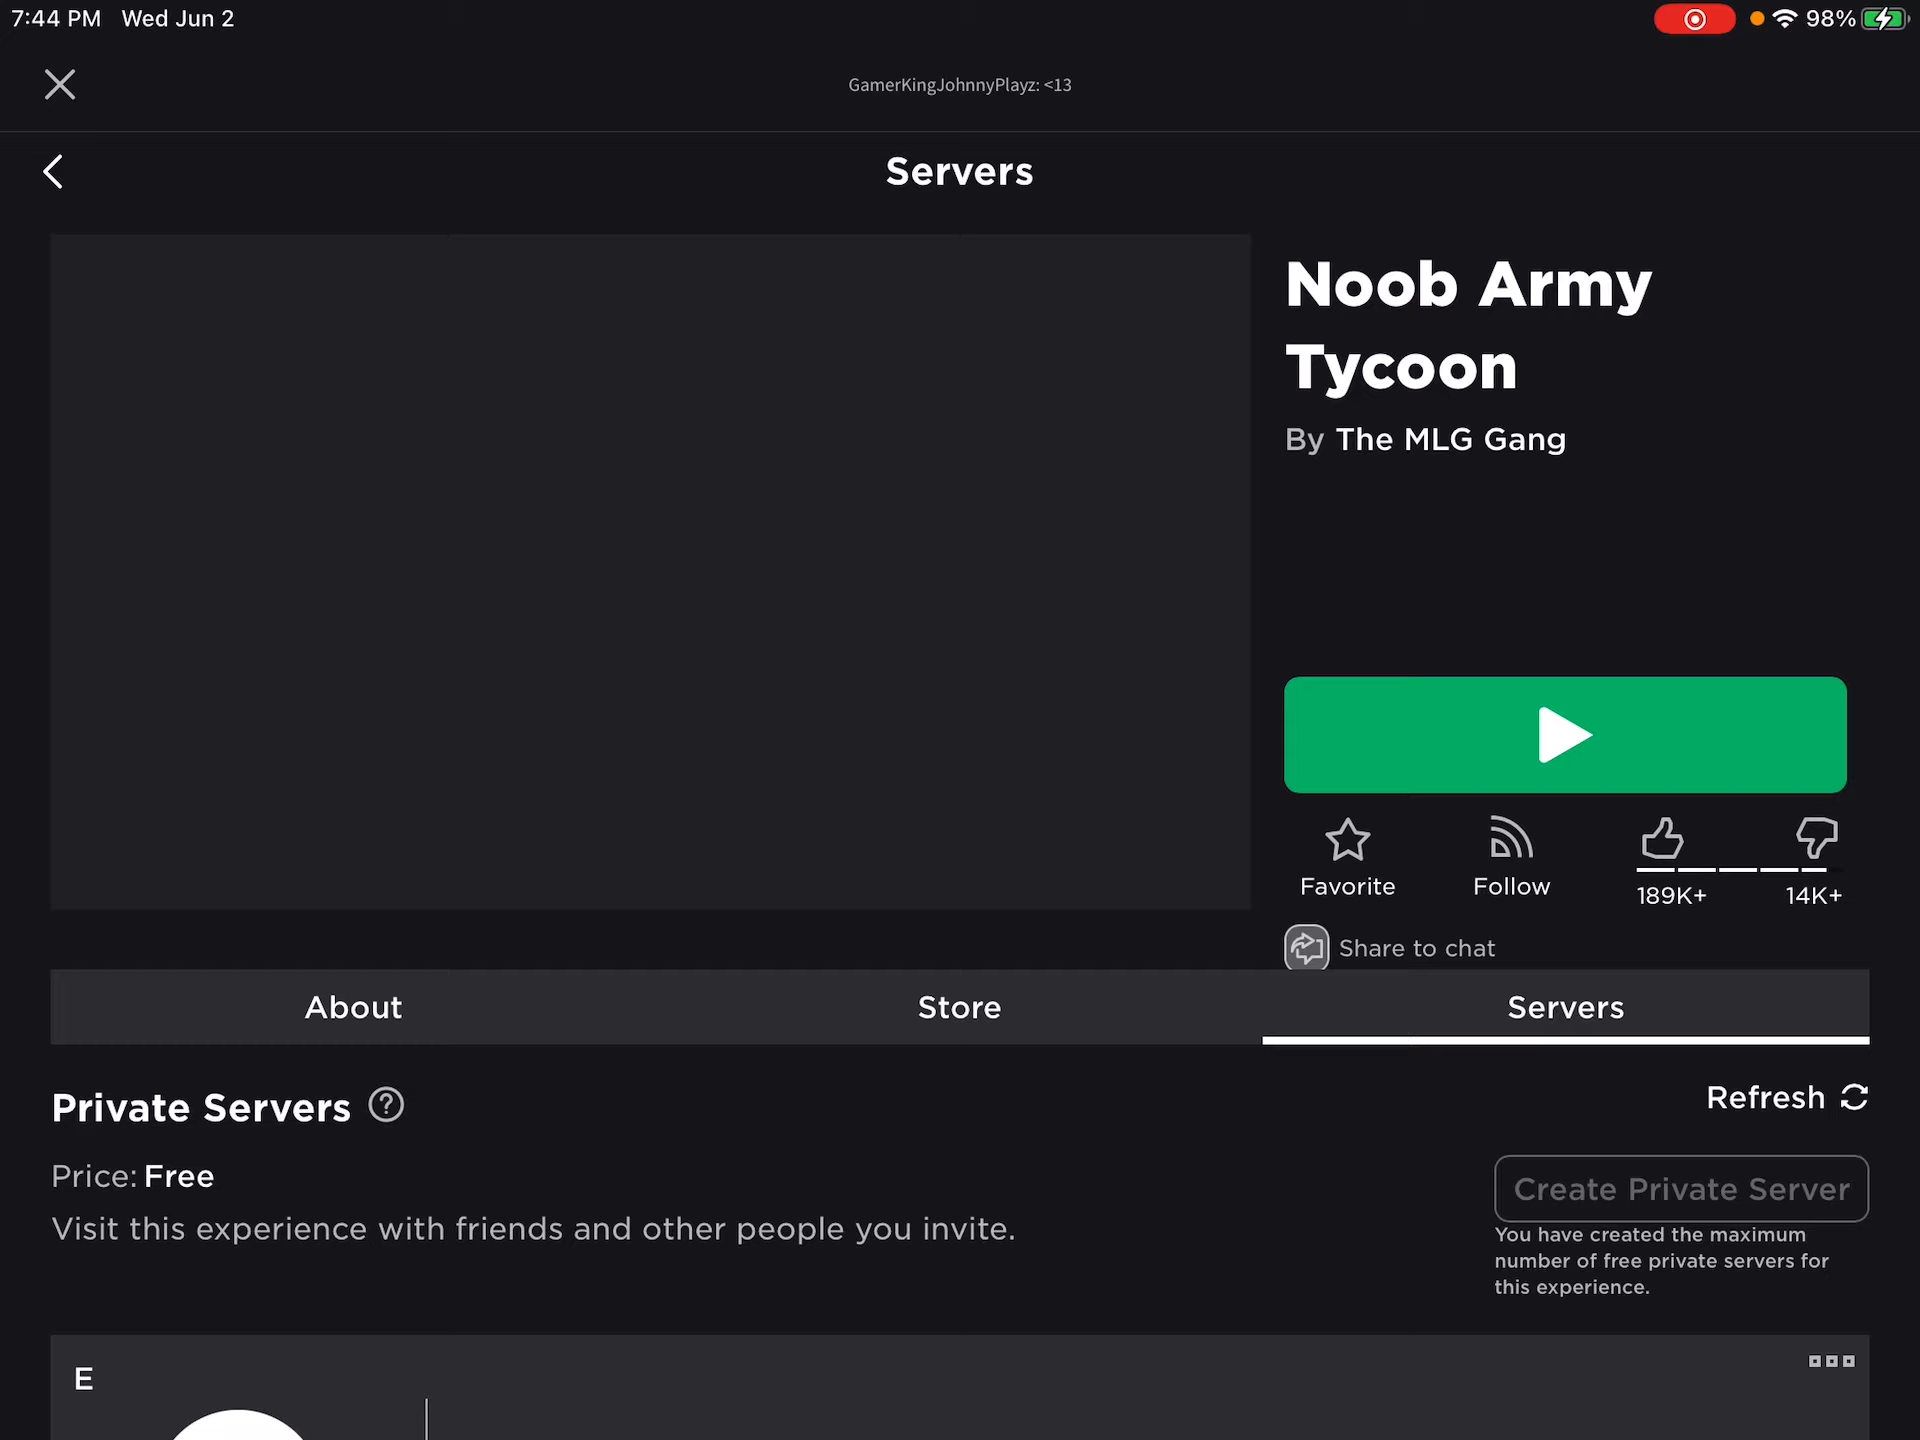 7:44 PM Wed Jun 2
98%
GamerKingJohnnyPlayz: <13
Servers
Noob Army
Tycoon
By The MLG Gang
Favorite
Follow
189K+
14K+
Share to chat
About
Store
Servers
Private Servers
Refresh
Price: Free
Visit this experience with friends and other people you invite.
Create Private Server
You have created the maximum
number of free private servers for
this experience.
E